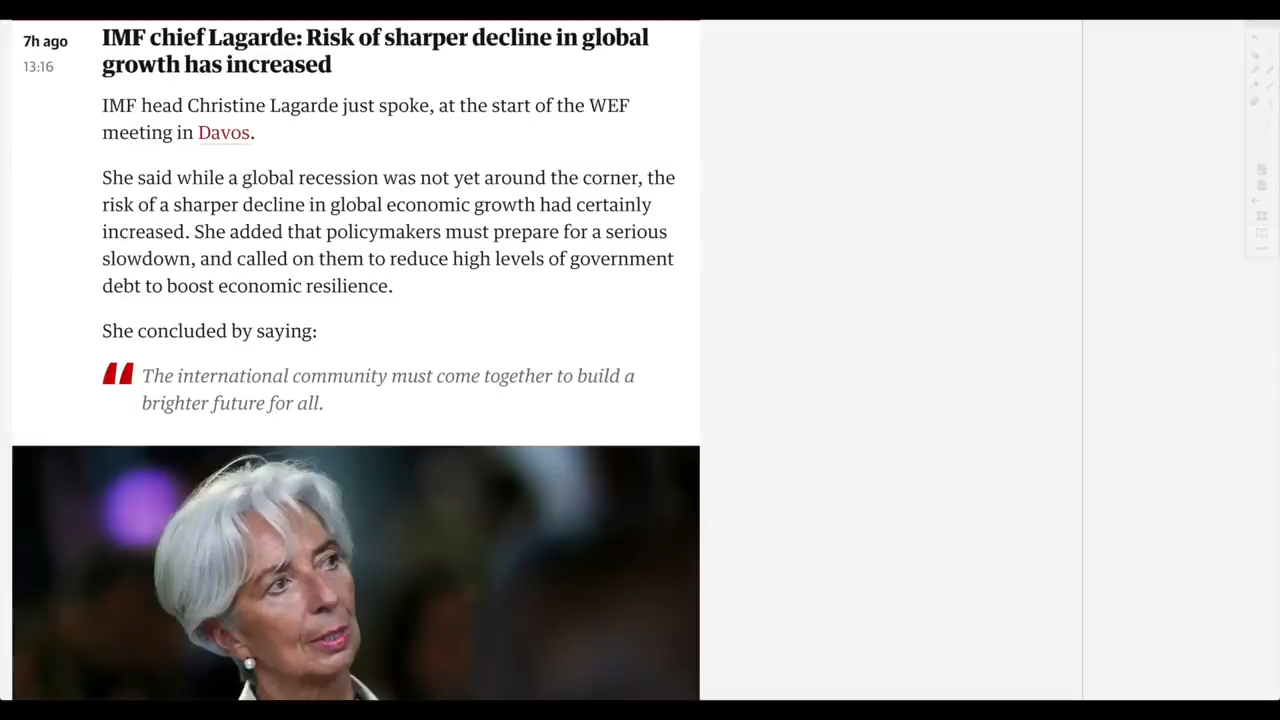 IMF chief Lagarde: Risk of sharper decline in global
growth has increased
7h ago
13:16
IMF head Christine Lagarde just spoke, at the start of the WEF
meeting in Davos.
She said while a global recession was not yet around the corner, the
risk of a sharper decline in global economic growth had certainly
increased. She added that policymakers must prepare for a serious
slowdown, and called on them to reduce high levels of government
debt to boost economic resilience.
She concluded by saying:
The international community must come together to build a
brighter future for all.